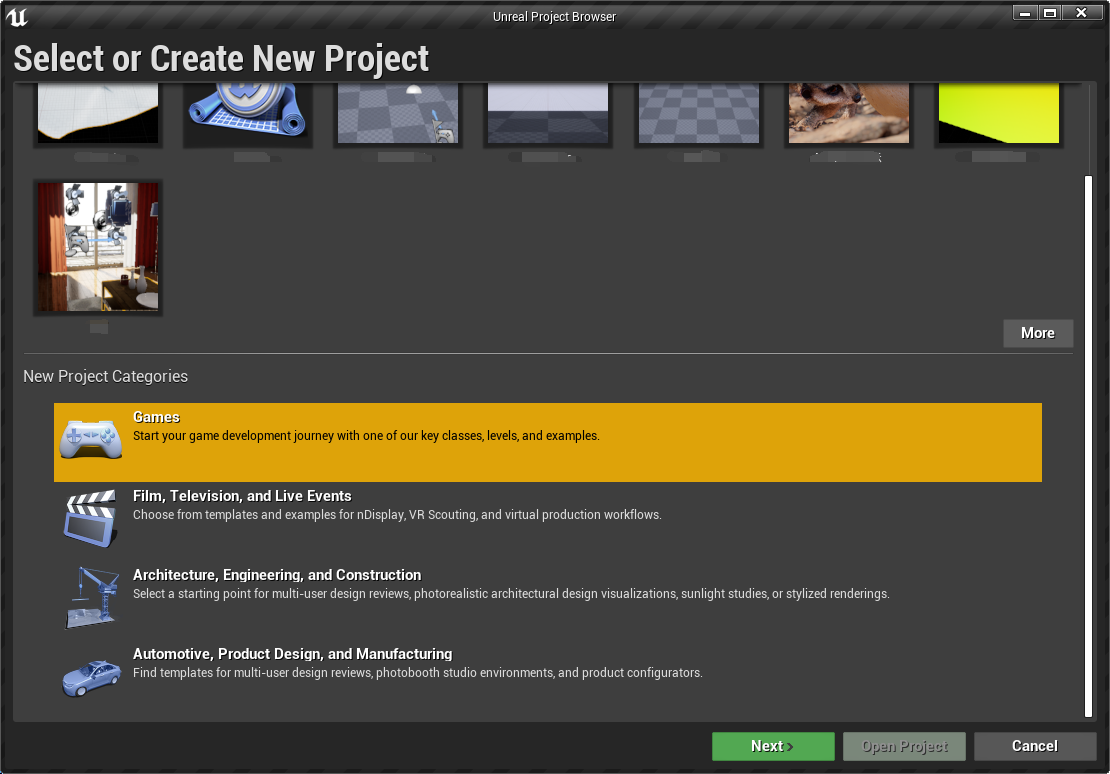 Unreal Project Browser
Select or Create New Project
More
New Project Categories
Games
Start your game development journey with one of our key classes, levels, and examples.
Film, Television, and Live Events
Choose from templates and examples for nDisplay, VR Scouting, and virtual production workflows.
Architecture, Engineering, and Construction
Select a starting point for multi-user design reviews, photorealistic architectural design visualizations, sunlight studies, or stylized renderings.
Automotive, Product Design, and Manufacturing
Find templates for multi-user design reviews, photobooth studio environments, and product configurators.
Next >
Open Project
Cancel